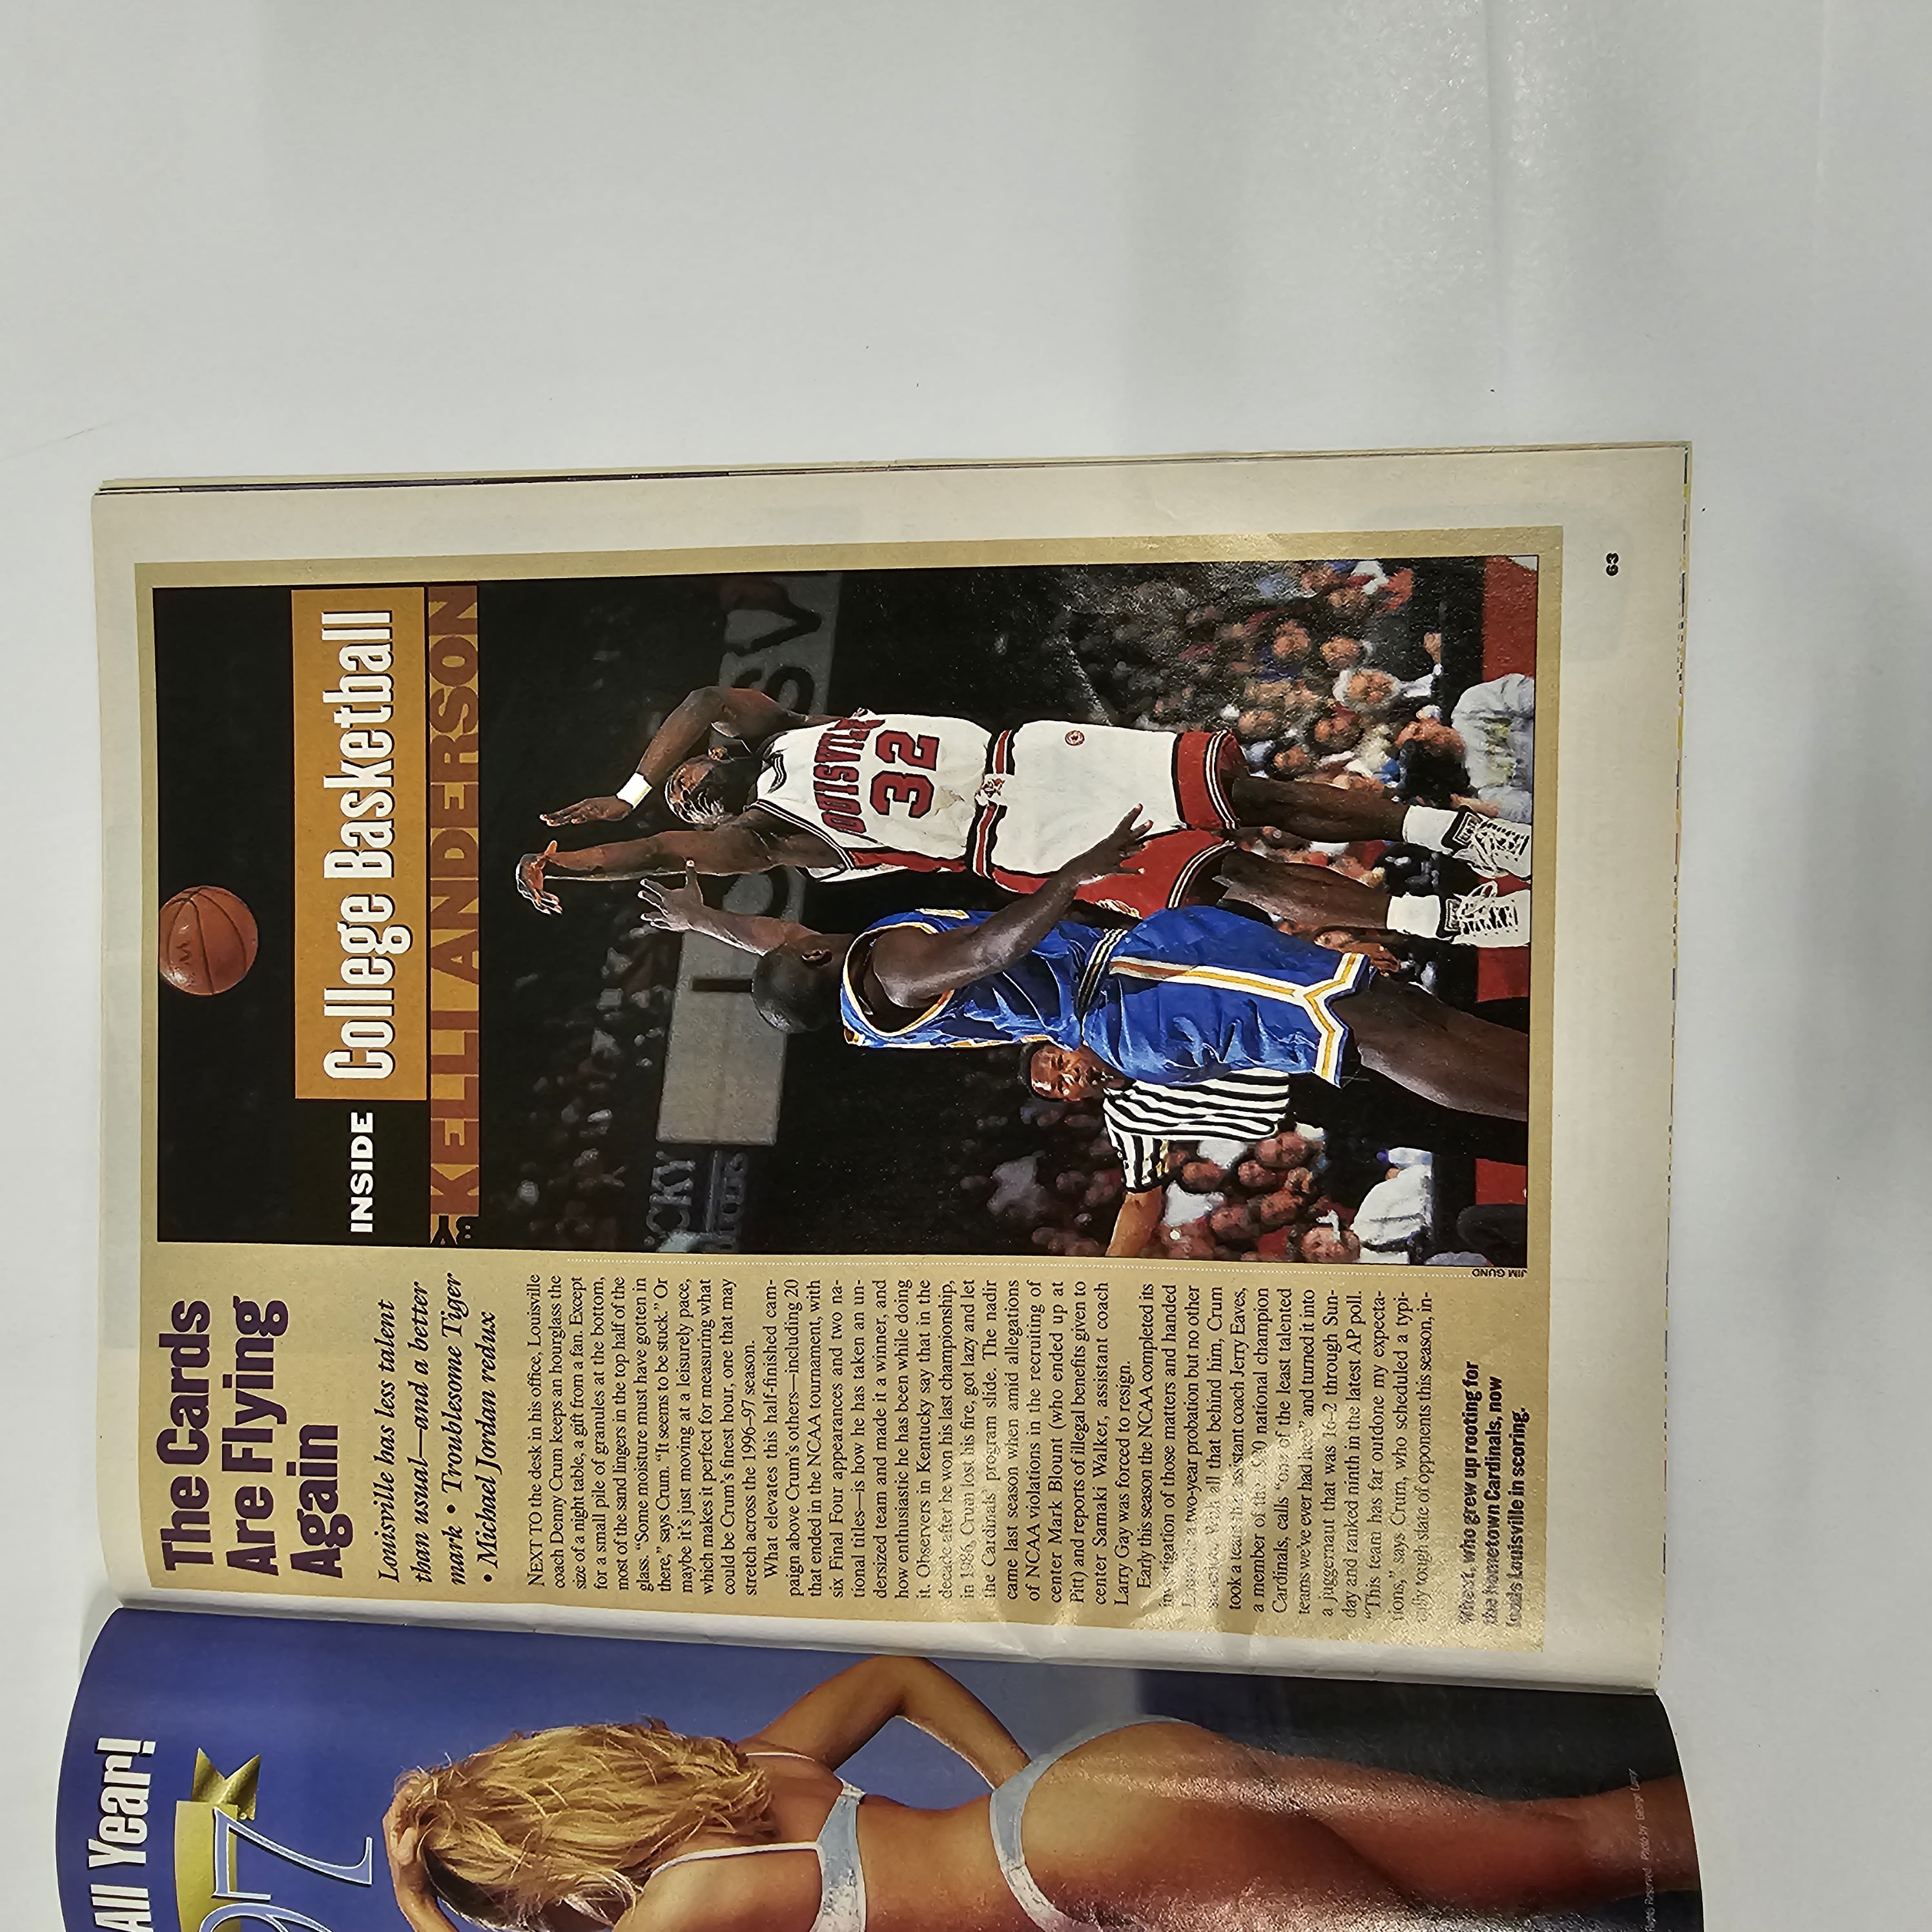 All Year!
97
Rights Reserved Photo by: George Lange
The Cards
Are Flying
Again
Louisville has less talent
than usual—and a better
mark • Troublesome Tiger
• Michael Jordan redux
NEXT TO the desk in his office, Louisville
coach Denny Crum keeps an hourglass the
size of a night table, a gift from a fan. Except
for a small pile of granules at the bottom,
most of the sand lingers in the top half of the
glass. “Some moisture must have gotten in
there,” says Crum. “It seems to be stuck.” Or
maybe it’s just moving at a leisurely pace,
which makes it perfect for measuring what
could be Crum’s finest hour, one that may
stretch across the 1996–97 season.
What elevates this half-finished cam-
paign above Crum’s others—including 20
that ended in the NCAA tournament, with
six Final Four appearances and two na-
tional titles—is how he has taken an un-
dersized team and made it a winner, and
how enthusiastic he has been while doing
it. Observers in Kentucky say that in the
decade after he won his last championship,
in 1986, Crum lost his fire, got lazy and let
the Cardinals’ program slide. The nadir
came last season when amid allegations
of NCAA violations in the recruiting of
center Mark Blount (who ended up at
Pitt) and reports of illegal benefits given to
center Samaki Walker, assistant coach
Larry Gay was forced to resign.
Early this season the NCAA completed its
investigation of those matters and handed
Louisville a two-year probation but no other
sanction. With all that behind him, Crum
took a team that assistant coach Jerry Eaves,
a member of the 1980 national champion
Cardinals, calls “one of the least talented
teams we’ve ever had here” and turned it into
a juggernaut that was 16–2 through Sun-
day and ranked ninth in the latest AP poll.
“This team has far outdone my expecta-
tions,” says Crum, who scheduled a typi-
cally tough slate of opponents this season, in-
Wheat, who grew up rooting for
the hometown Cardinals, now
leads Louisville in scoring.
JIM GUND
INSIDE
College Basketball
BY KELLI ANDERSON
CKY
SV
OUISVILL
32
63